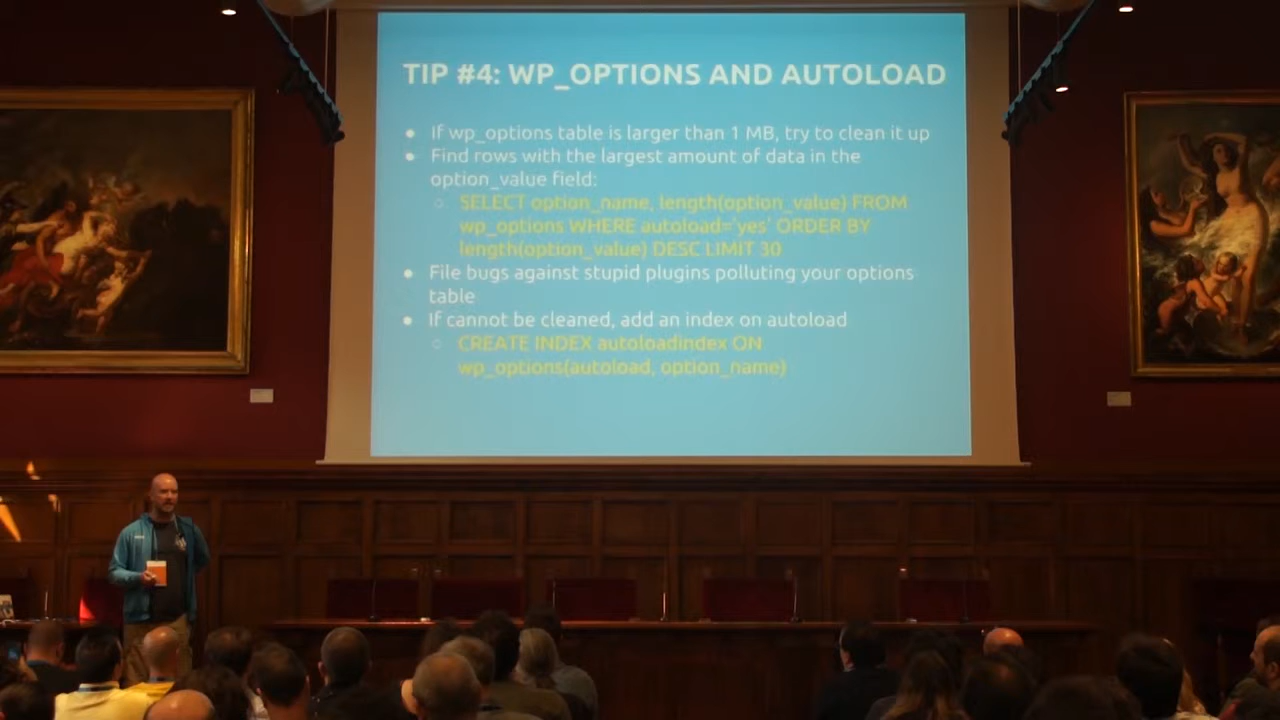 TIP #4: WP_OPTIONS AND AUTOLOAD
● If wp_options table is larger than 1 MB, try to clean it up
● Find rows with the largest amount of data in the
option_value field:
○ SELECT option_name, length(option_value) FROM
wp_options WHERE autoload='yes' ORDER BY
length(option_value) DESC LIMIT 30
● File bugs against stupid plugins polluting your options
table
● If cannot be cleaned, add an index on autoload
○ CREATE INDEX autoloadindex ON
wp_options(autoload, option_name)